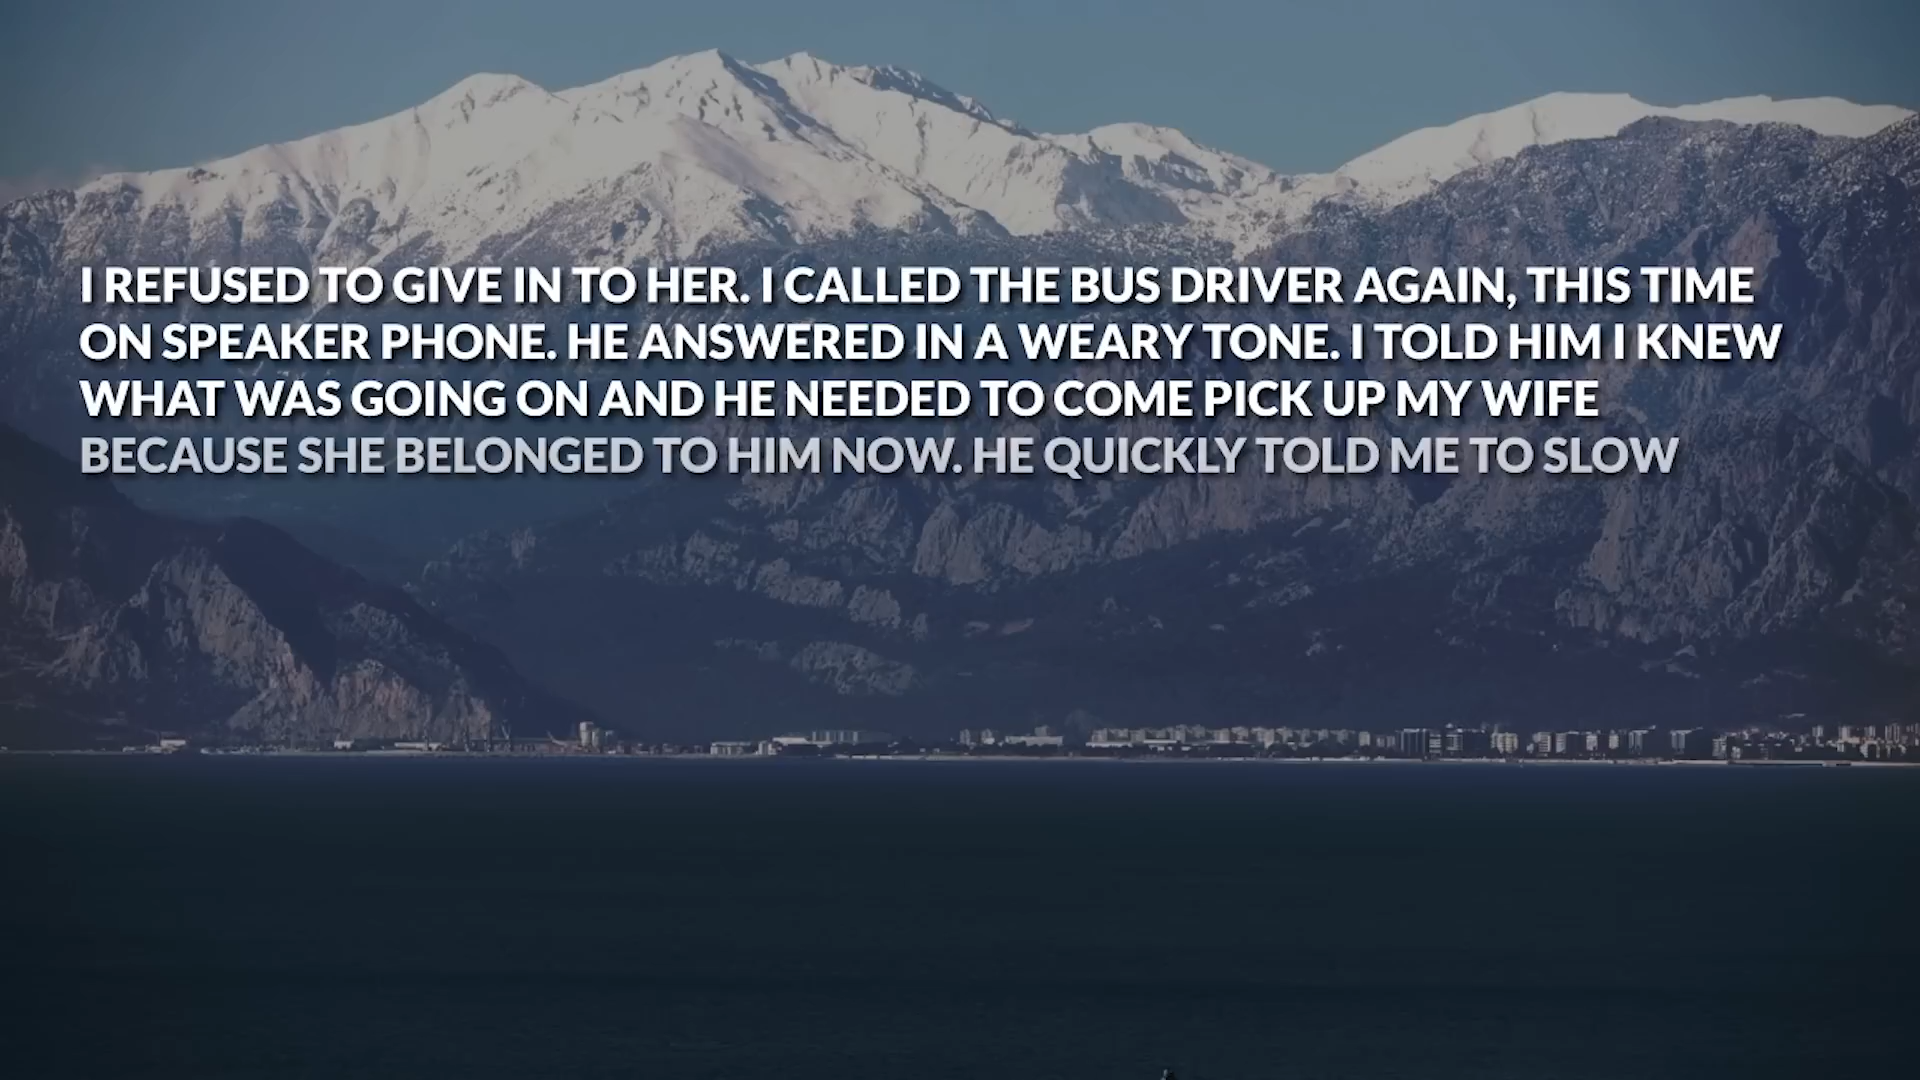 I REFUSED TO GIVE IN TO HER. I CALLED THE BUS DRIVER AGAIN, THIS TIME
ON SPEAKER PHONE. HE ANSWERED IN A WEARY TONE. I TOLD HIM I KNEW
WHAT WAS GOING ON AND HE NEEDED TO COME PICK UP MY WIFE
BECAUSE SHE BELONGED TO HIM NOW. HE QUICKLY TOLD ME TO SLOW